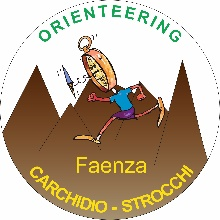 ORIENTEERING
Faenza
CARCHIDIO - STROCCHI